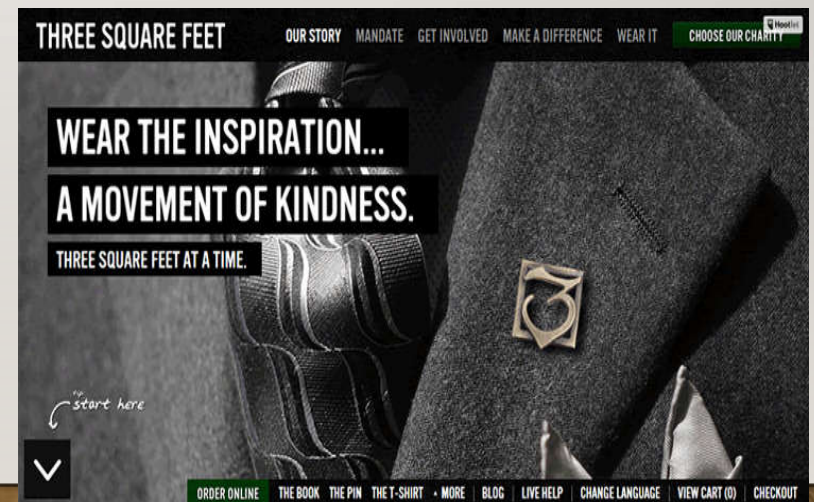 THREE SQUARE FEET
OUR STORY MANDATE GET INVOLVED MAKE A DIFFERENCE WEAR IT CHOOSE OUR CHARITY
Hootlet
WEAR THE INSPIRATION...
A MOVEMENT OF KINDNESS.
THREE SQUARE FEET AT A TIME.
3
start here
ORDER ONLINE THE BOOK THE PIN THE T-SHIRT • MORE BLOG LIVE HELP CHANGE LANGUAGE VIEW CART (0) CHECKOUT